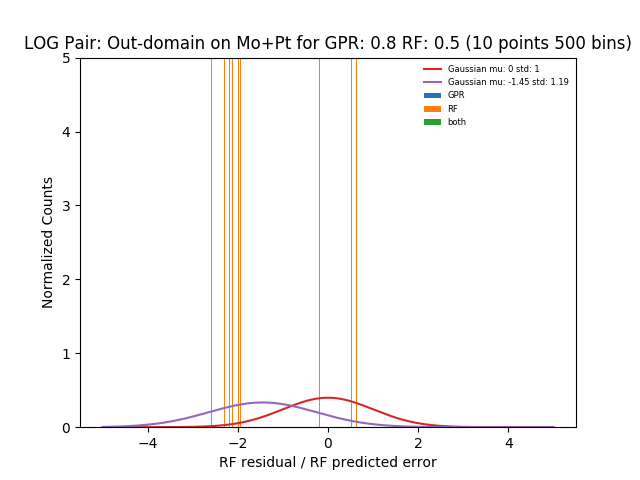 LOG Pair: Out-domain on Mo+Pt for GPR: 0.8 RF: 0.5 (10 points 500 bins)
Gaussian mu: 0 std: 1
Gaussian mu: -1.45 std: 1.19
GPR
RF
both
Normalized Counts
5
4
3
2
1
0
−4
−2
0
2
4
RF residual / RF predicted error